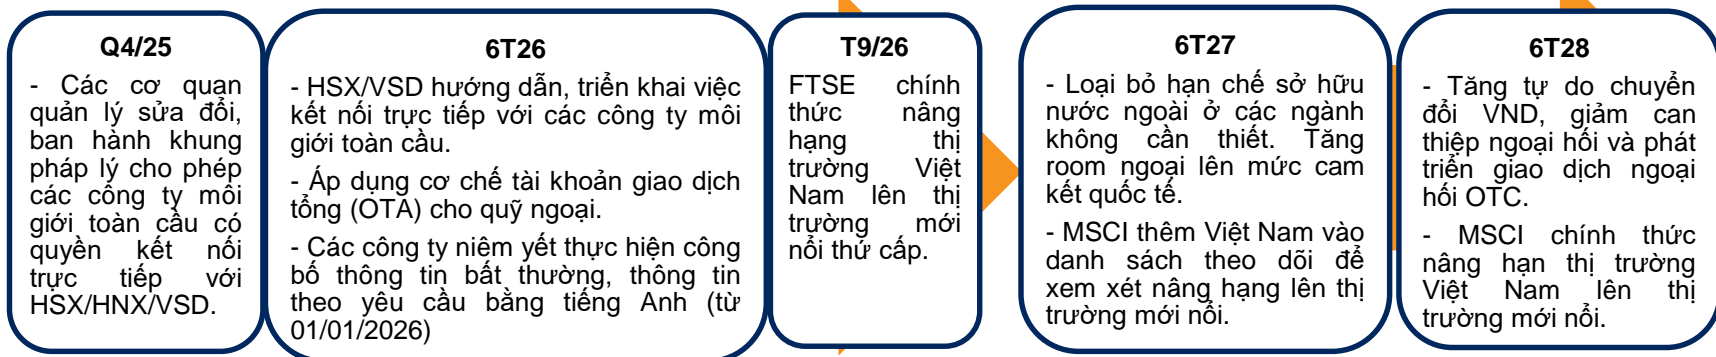 Q4/25
- Các cơ quan
quản lý sửa đổi,
ban hành khung
pháp lý cho phép
các công ty môi
giới toàn cầu có
quyền kết nối
trực tiếp với
HSX/HNX/VSD.
6T26
- HSX/VSD hướng dẫn, triển khai việc
kết nối trực tiếp với các công ty môi
giới toàn cầu.
- Áp dụng cơ chế tài khoản giao dịch
tổng (OTA) cho quỹ ngoại.
- Các công ty niêm yết thực hiện công
bố thông tin bất thường, thông tin
theo yêu cầu bằng tiếng Anh (từ
01/01/2026)
T9/26
FTSE chính
thức nâng
hạng thị
trường Việt
Nam lên thị
trường mới
nổi thứ cấp.
6T27
- Loại bỏ hạn chế sở hữu
nước ngoài ở các ngành
không cần thiết. Tăng
room ngoại lên mức cam
kết quốc tế.
- MSCI thêm Việt Nam vào
danh sách theo dõi để
xem xét nâng hạng lên thị
trường mới nổi.
6T28
- Tăng tự do chuyển
đổi VND, giảm can
thiệp ngoại hối và phát
triển giao dịch ngoại
hối OTC.
- MSCI chính thức
nâng hạn thị trường
Việt Nam lên thị
trường mới nổi.